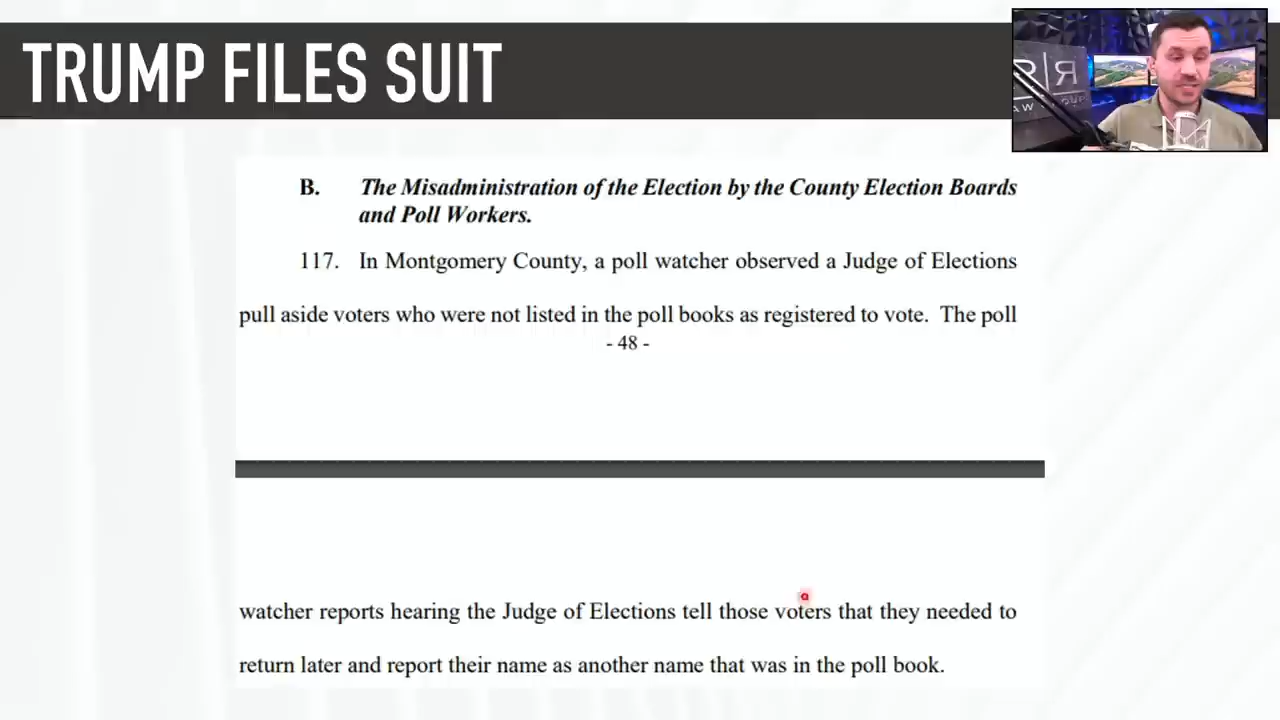 TRUMP FILES SUIT
R|R
B. The Misadministration of the Election by the County Election Boards
and Poll Workers.
117. In Montgomery County, a poll watcher observed a Judge of Elections
pull aside voters who were not listed in the poll books as registered to vote. The poll
- 48 -
watcher reports hearing the Judge of Elections tell those voters that they needed to
return later and report their name as another name that was in the poll book.